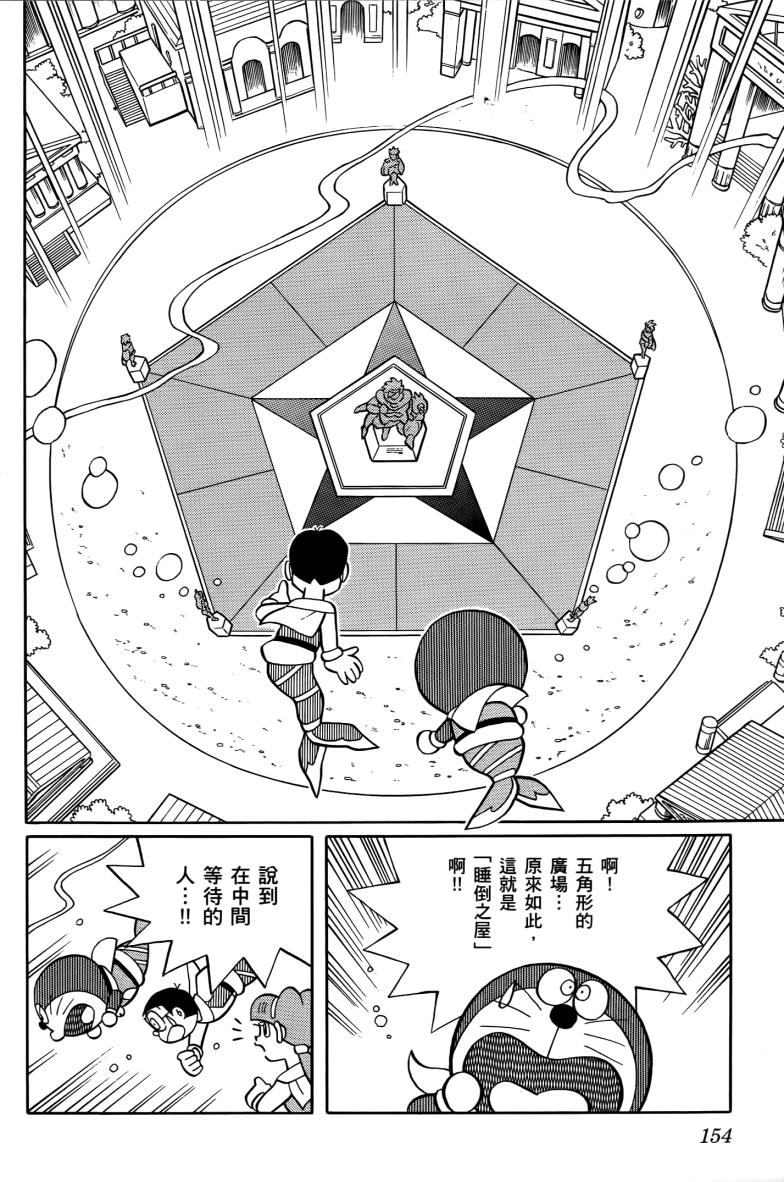 啊！
五角形的
廣場…
原來如此，
這就是
「睡倒之屋」
啊!!
說到
在中間
等待的
人…!!
154